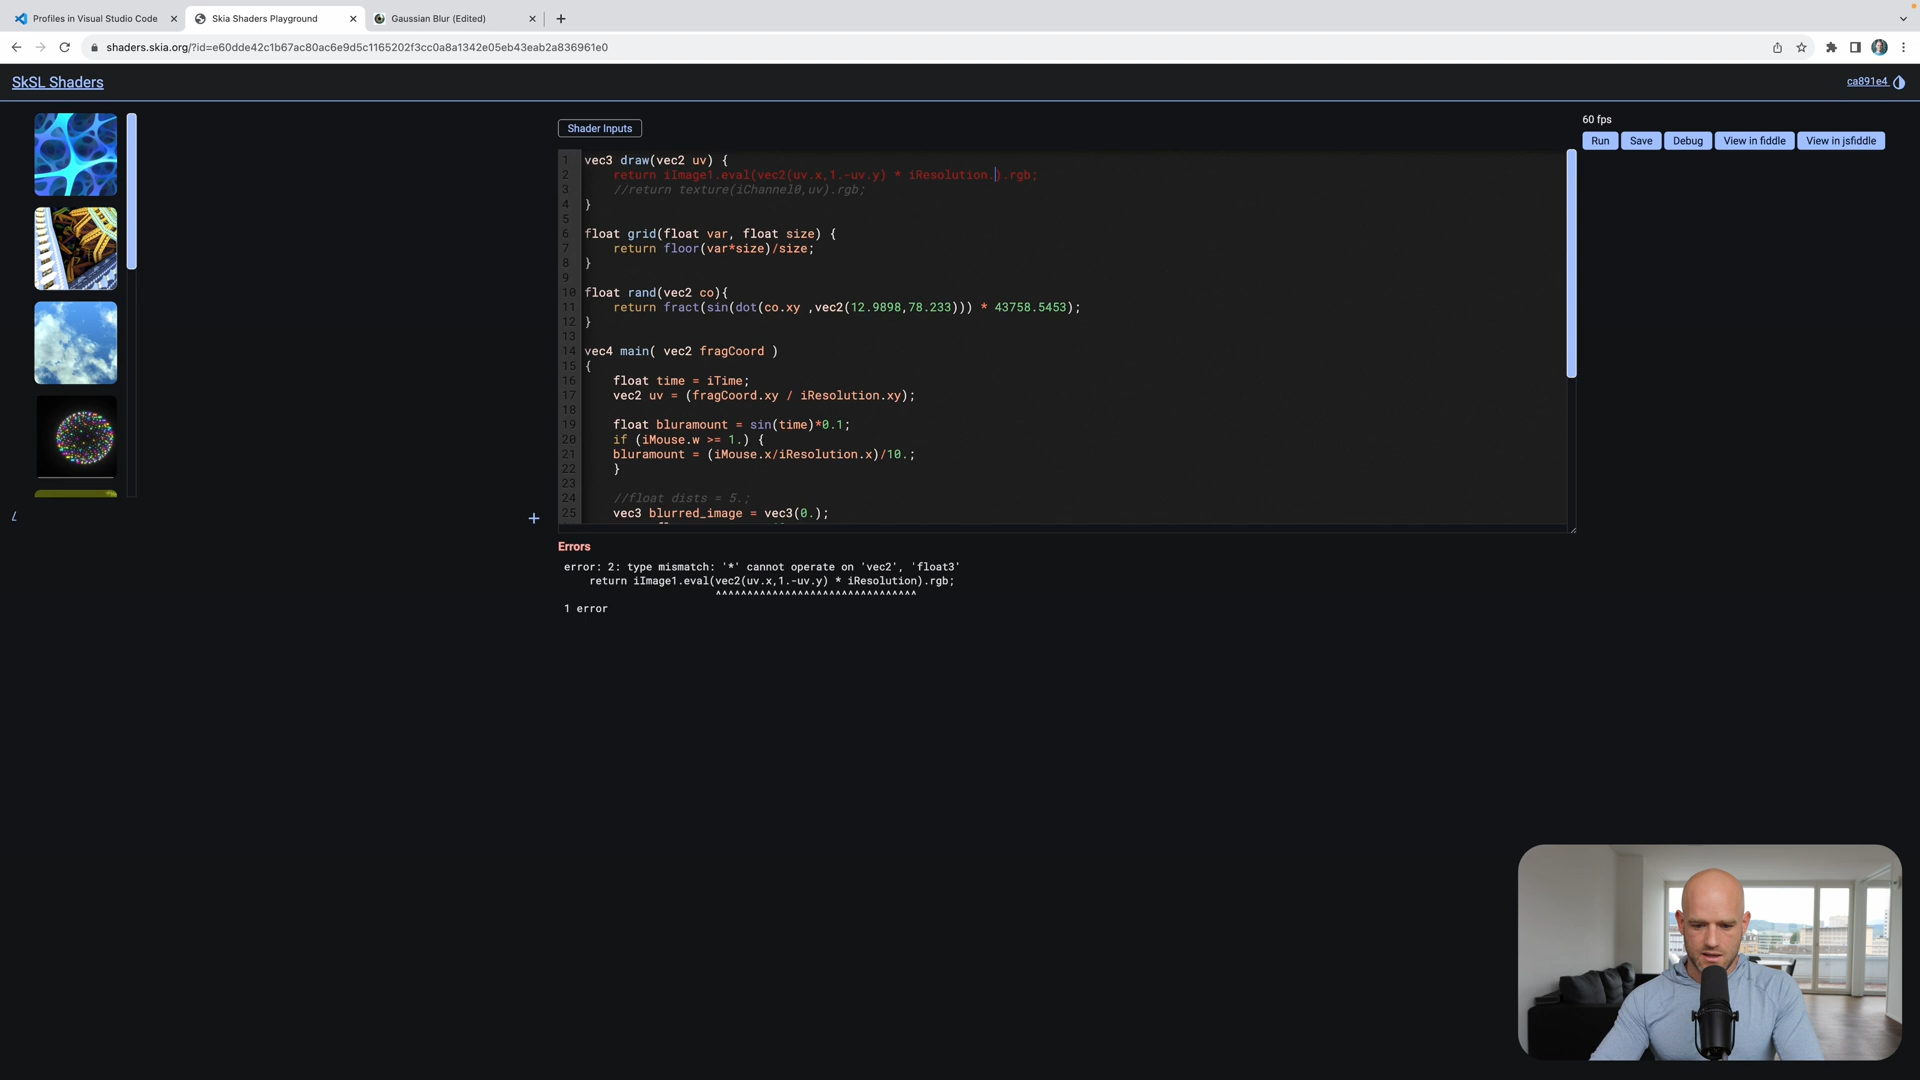 Profiles in Visual Studio Code
Skia Shaders Playground
Gaussian Blur (Edited)
shaders.skia.org/?id=e60dde42c1b67ac80ac6e9d5c1165202f3cc0a8a1342e05eb43eab2a836961e0
SkSL Shaders
ca891e4
Shader Inputs
60 fps
Run
Save
Debug
View in fiddle
View in jsfiddle
1 vec3 draw(vec2 uv) {
2 return iImage1.eval(vec2(uv.x,1.-uv.y) * iResolution.).rgb;
3 //return texture(iChannel0,uv).rgb;
4 }
5
6 float grid(float var, float size) {
7 return floor(var*size)/size;
8 }
9
10 float rand(vec2 co){
11 return fract(sin(dot(co.xy ,vec2(12.9898,78.233))) * 43758.5453);
12 }
13
14 vec4 main( vec2 fragCoord )
15 {
16 float time = iTime;
17 vec2 uv = (fragCoord.xy / iResolution.xy);
18
19 float bluramount = sin(time)*0.1;
20 if (iMouse.w >= 1.) {
21 bluramount = (iMouse.x/iResolution.x)/10.;
22 }
23
24 //float dists = 5.;
25 vec3 blurred_image = vec3(0.);
Errors
error: 2: type mismatch: '*' cannot operate on 'vec2', 'float3'
return iImage1.eval(vec2(uv.x,1.-uv.y) * iResolution).rgb;
^^^^^^^^^^^^^^^^^^^^^^^^^^^^^^^^
1 error